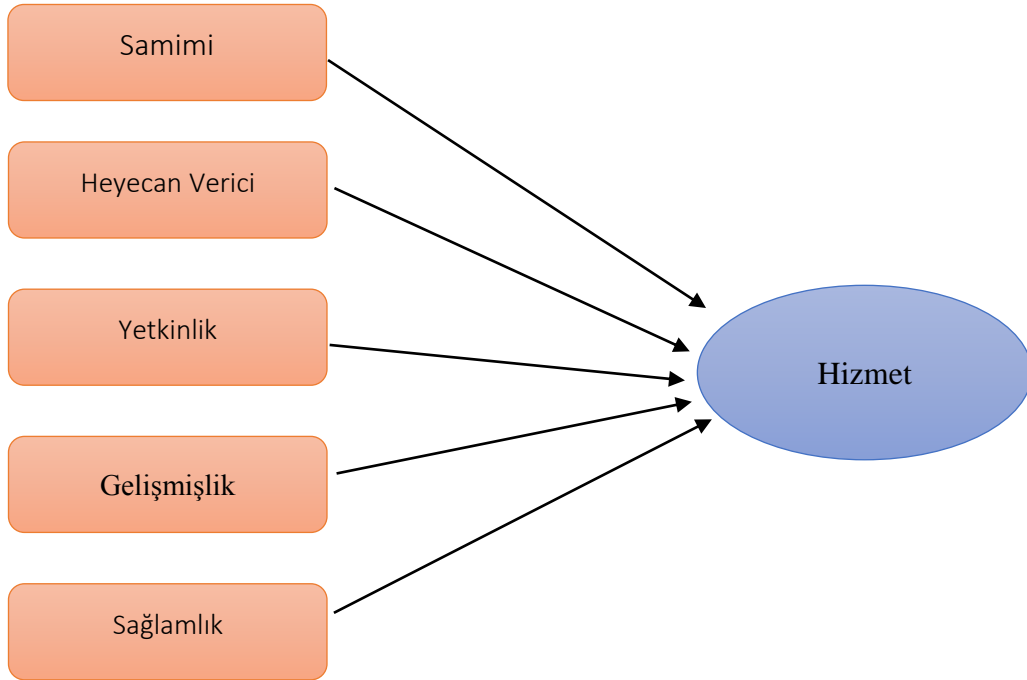 Samimi
Heyecan Verici
Yetkinlik
Hizmet
Gelişmişlik
Sağlamlık